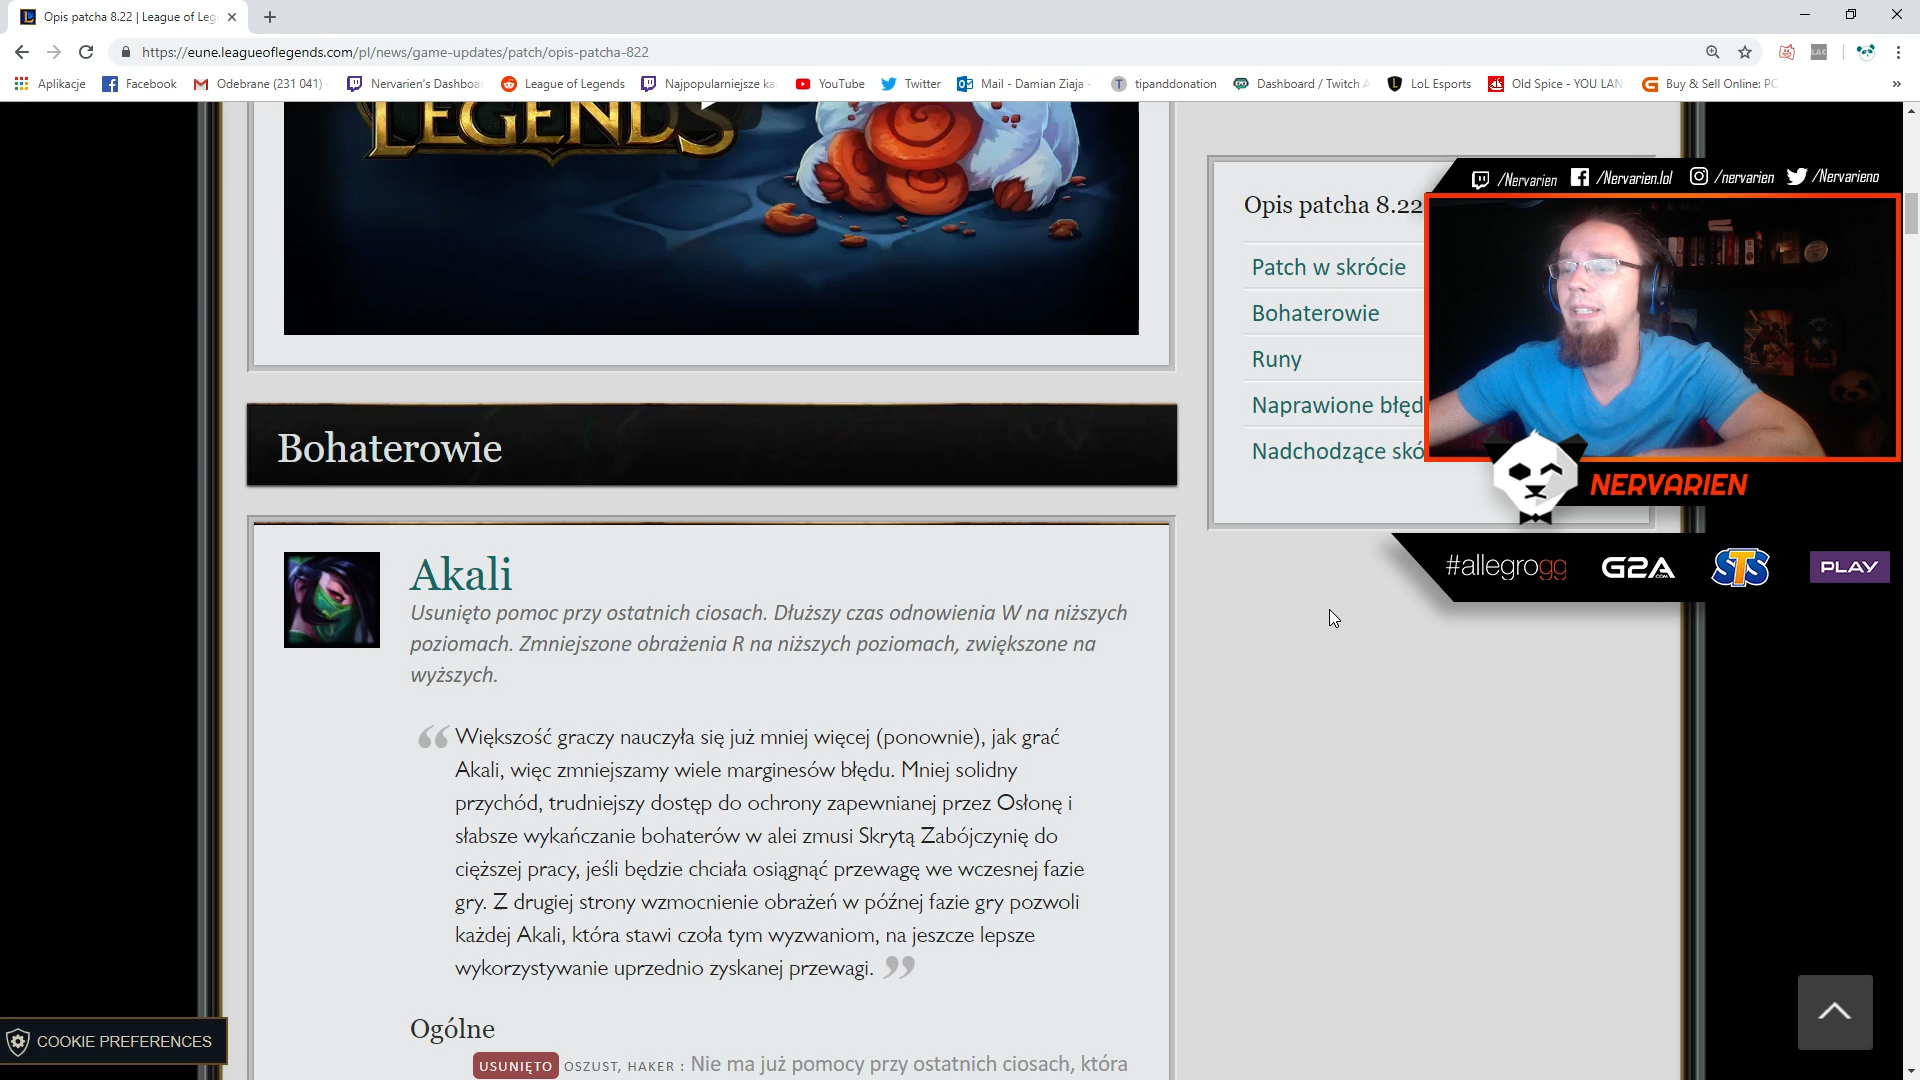 Opis patcha 8.22 | League of Leg
https://eune.leagueoflegends.com/pl/news/game-updates/patch/opis-patcha-822
Aplikacje Facebook Odebrane (231 041) Nervarien's Dashboa League of Legends Najpopularniejsze ka YouTube Twitter Mail - Damian Ziaja - tipanddonation Dashboard / Twitch A LoL Esports Old Spice - YOU LAN Buy & Sell Online: PC
LEGENDS
/Nervarien /Nervarien.lol /nervarien /Nervarieno
Opis patcha 8.22
Patch w skrócie
Bohaterowie
Runy
Naprawione błęd
Nadchodzące skó
NERVARIEN
#allegrogg G2A.COM STS PLAY
Bohaterowie
Akali
Usunięto pomoc przy ostatnich ciosach. Dłuższy czas odnowienia W na niższych
poziomach. Zmniejszone obrażenia R na niższych poziomach, zwiększone na
wyższych.
“ Większość graczy nauczyła się już mniej więcej (ponownie), jak grać
Akali, więc zmniejszamy wiele marginesów błędu. Mniej solidny
przychód, trudniejszy dostęp do ochrony zapewnianej przez Osłonę i
słabsze wykańczanie bohaterów w alei zmusi Skrytą Zabójczynię do
cięższej pracy, jeśli będzie chciała osiągnąć przewagę we wczesnej fazie
gry. Z drugiej strony wzmocnienie obrażeń w późnej fazie gry pozwoli
każdej Akali, która stawi czoła tym wyzwaniom, na jeszcze lepsze
wykorzystywanie uprzednio zyskanej przewagi. ”
Ogólne
USUNIĘTO OSZUST, HAKER : Nie ma już pomocy przy ostatnich ciosach, która
COOKIE PREFERENCES